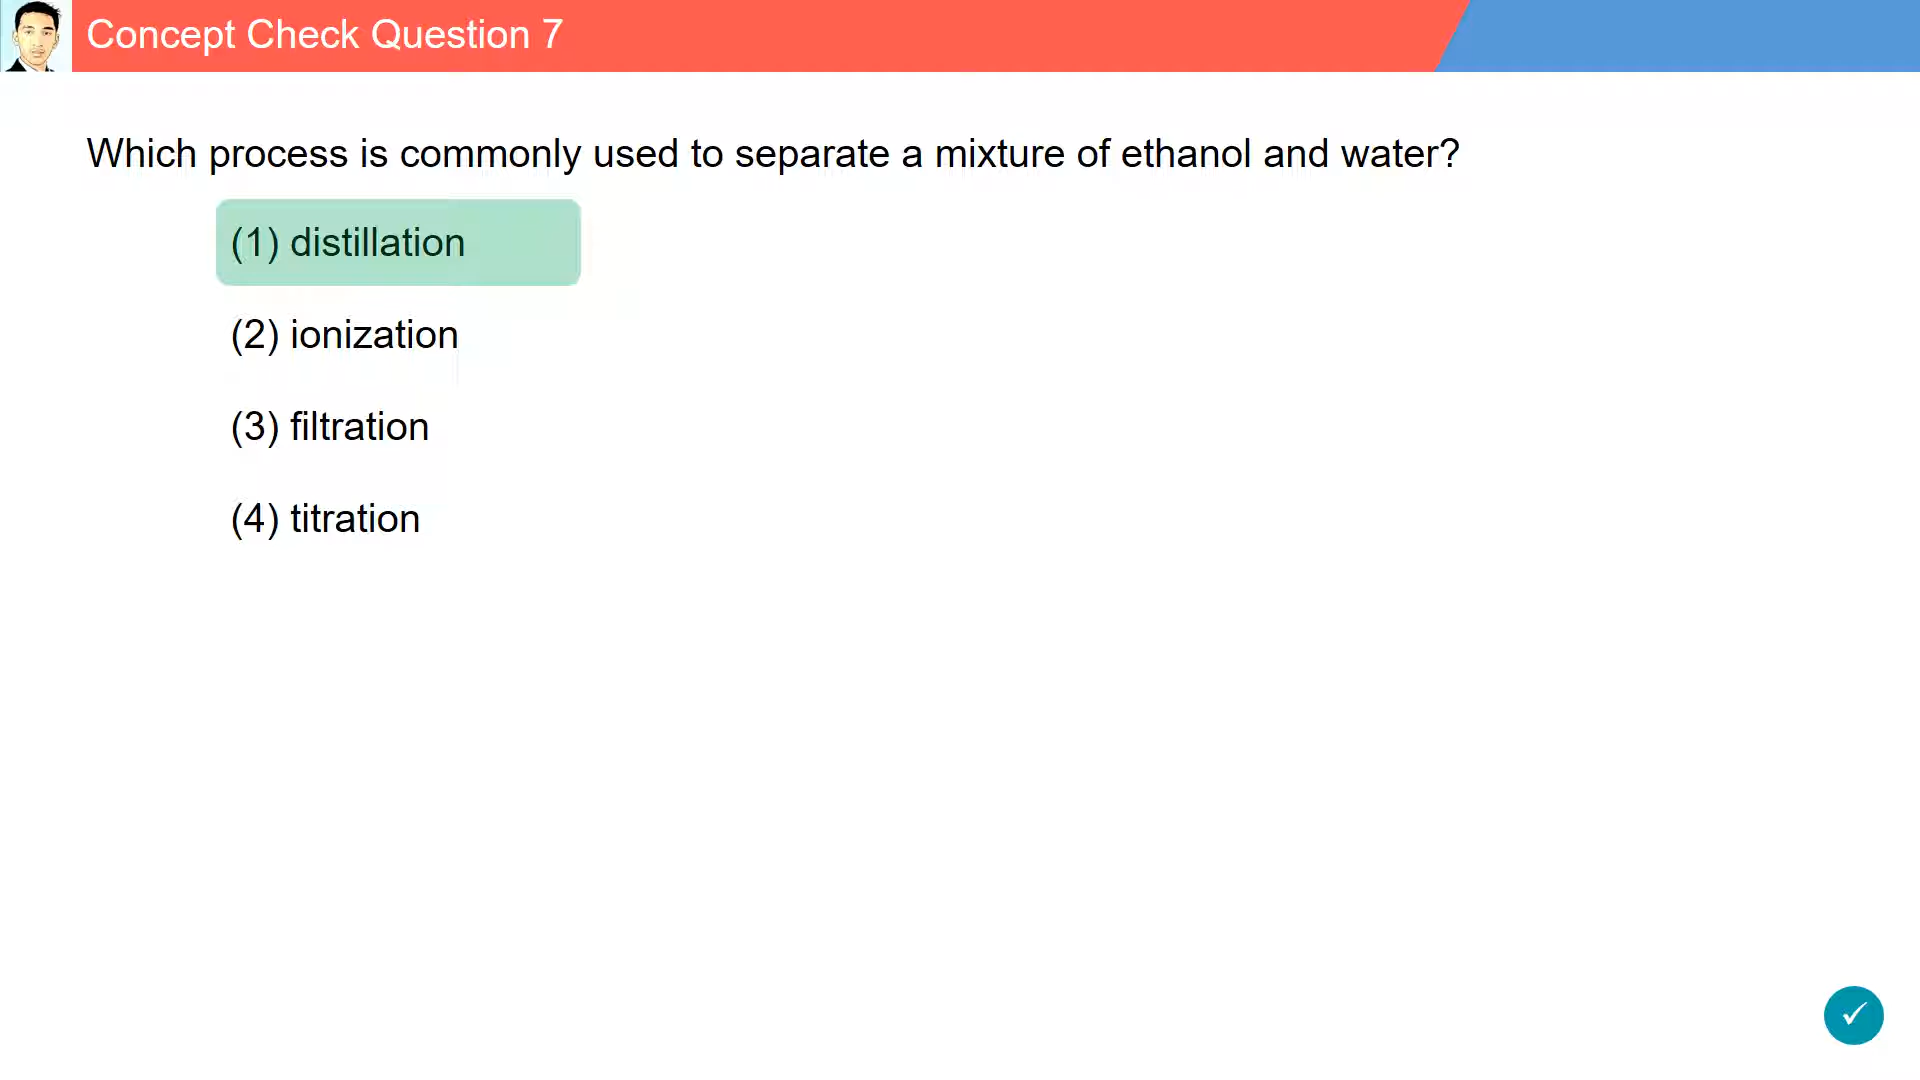 Concept Check Question 7
Which process is commonly used to separate a mixture of ethanol and water?
(1) distillation
(2) ionization
(3) filtration
(4) titration